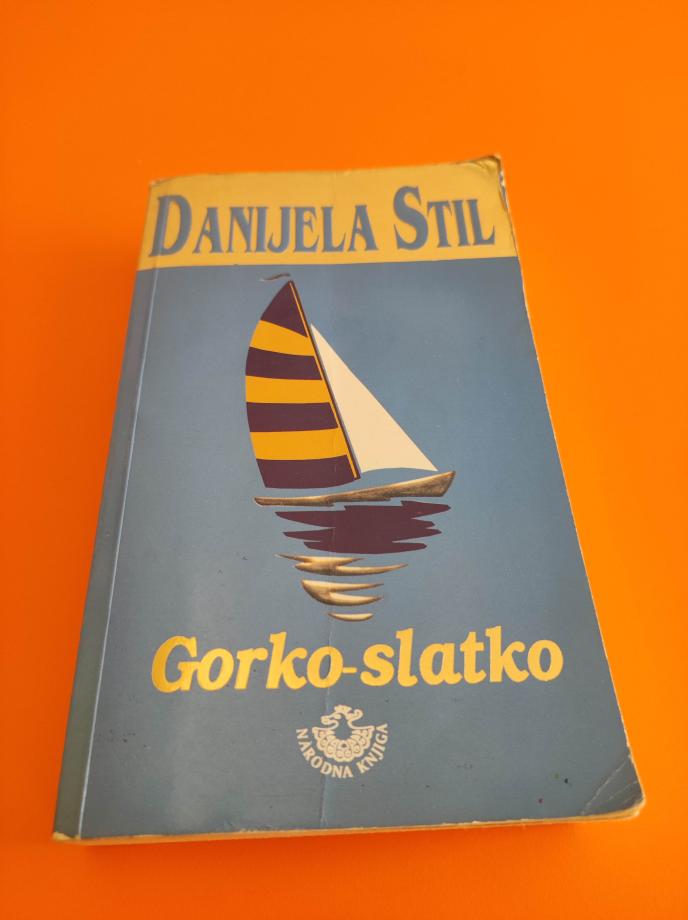 DANIJELA STIL
Gorko-slatko
NARODNA KNJIGA